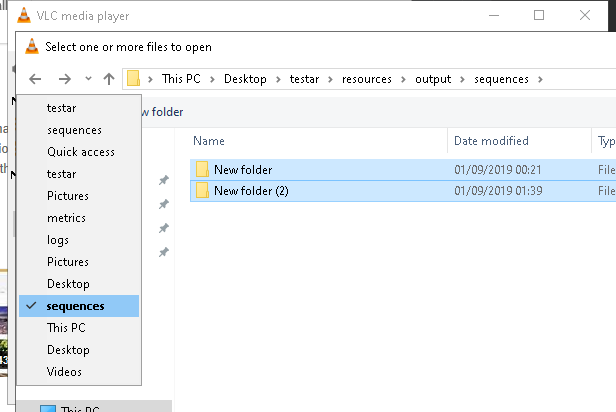 VLC media player
Select one or more files to open
This PC > Desktop > testar > resources > output > sequences >
w folder
Name Date modified Typ
New folder 01/09/2019 00:21 File
New folder (2) 01/09/2019 01:39 File
testar
sequences
Quick access
testar
Pictures
metrics
logs
Pictures
Desktop
sequences
This PC
Desktop
Videos
This PC